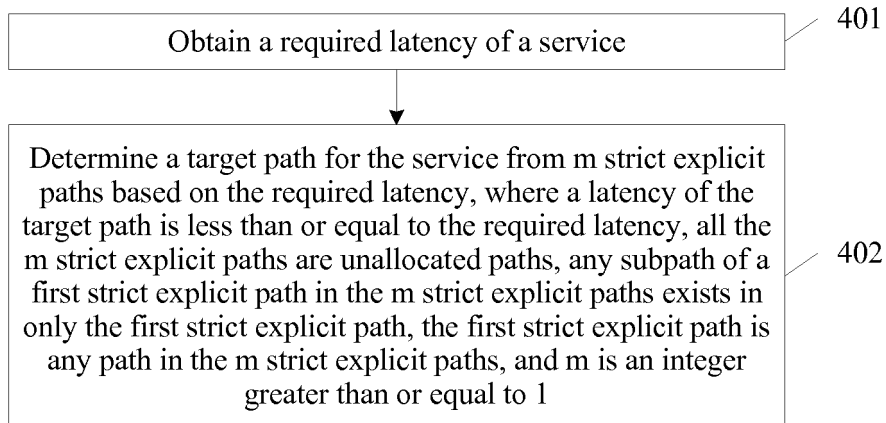 401
Obtain a required latency of a service
Determine a target path for the service from m strict explicit
paths based on the required latency, where a latency of the
target path is less than or equal to the required latency, all the
m strict explicit paths are unallocated paths, any subpath of a
first strict explicit path in the m strict explicit paths exists in
only the first strict explicit path, the first strict explicit path is
any path in the m strict explicit paths, and m is an integer
greater than or equal to 1
402